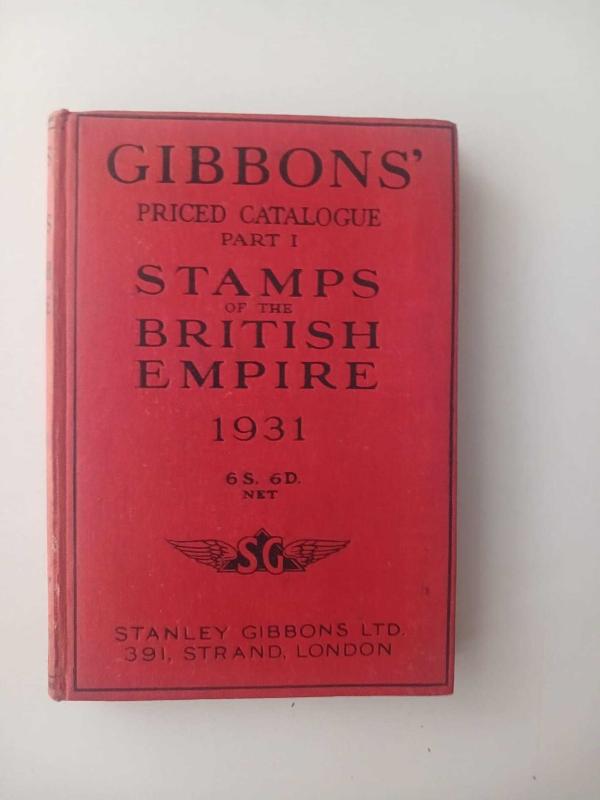 GIBBONS'
PRICED CATALOGUE
PART I
STAMPS
OF THE
BRITISH
EMPIRE
1931
6 S. 6D.
NET
SG
STANLEY GIBBONS LTD.
391, STRAND, LONDON